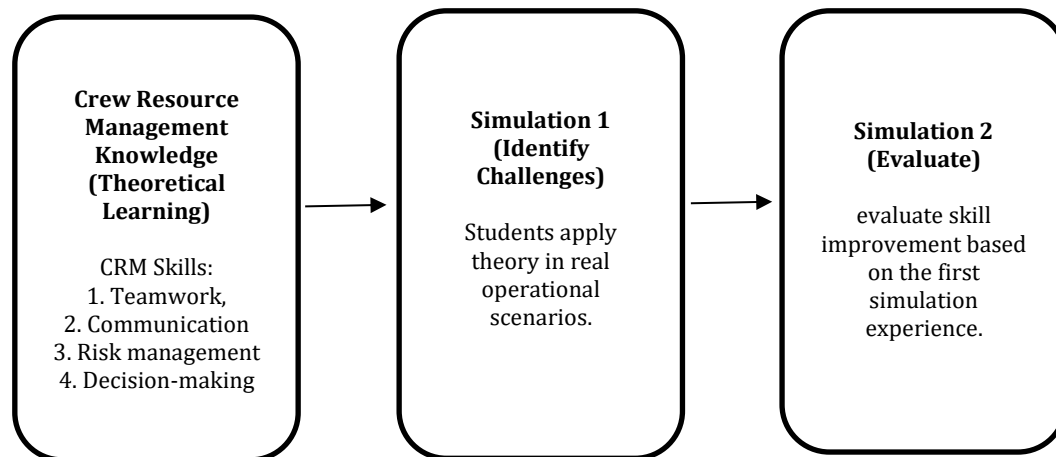 Crew Resource
Management
Knowledge
(Theoretical
Learning)
CRM Skills:
1. Teamwork,
2. Communication
3. Risk management
4. Decision-making
Simulation 1
(Identify
Challenges)
Students apply
theory in real
operational
scenarios.
Simulation 2
(Evaluate)
evaluate skill
improvement based
on the first
simulation
experience.